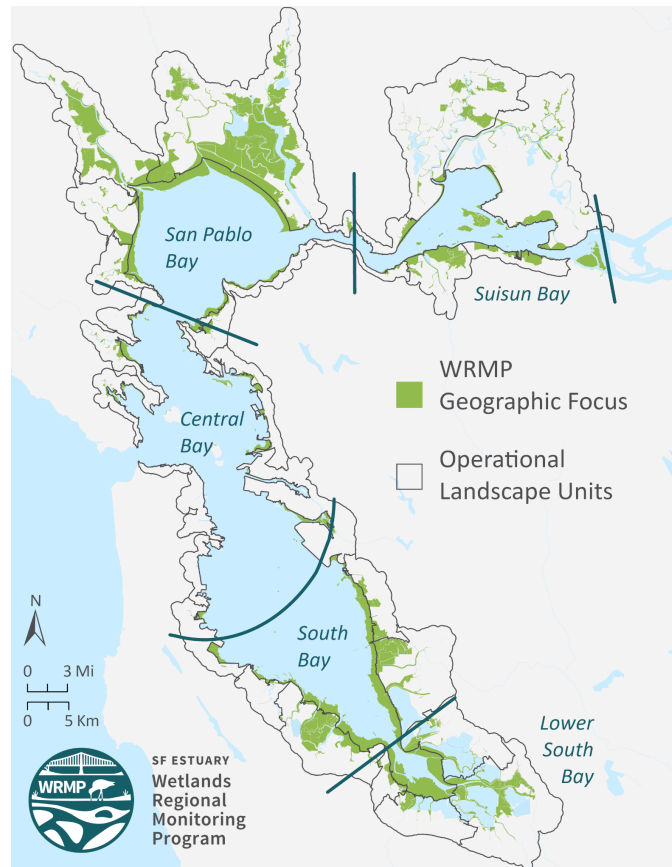 San Pablo
Bay
Suisun Bay
WRMP
Geographic Focus
Central
Bay
Operational
Landscape Units
N
South
Bay
0 3 Mi
0 5 Km
Lower
South
Bay
WRMP
SF ESTUARY
Wetlands
Regional
Monitoring
Program